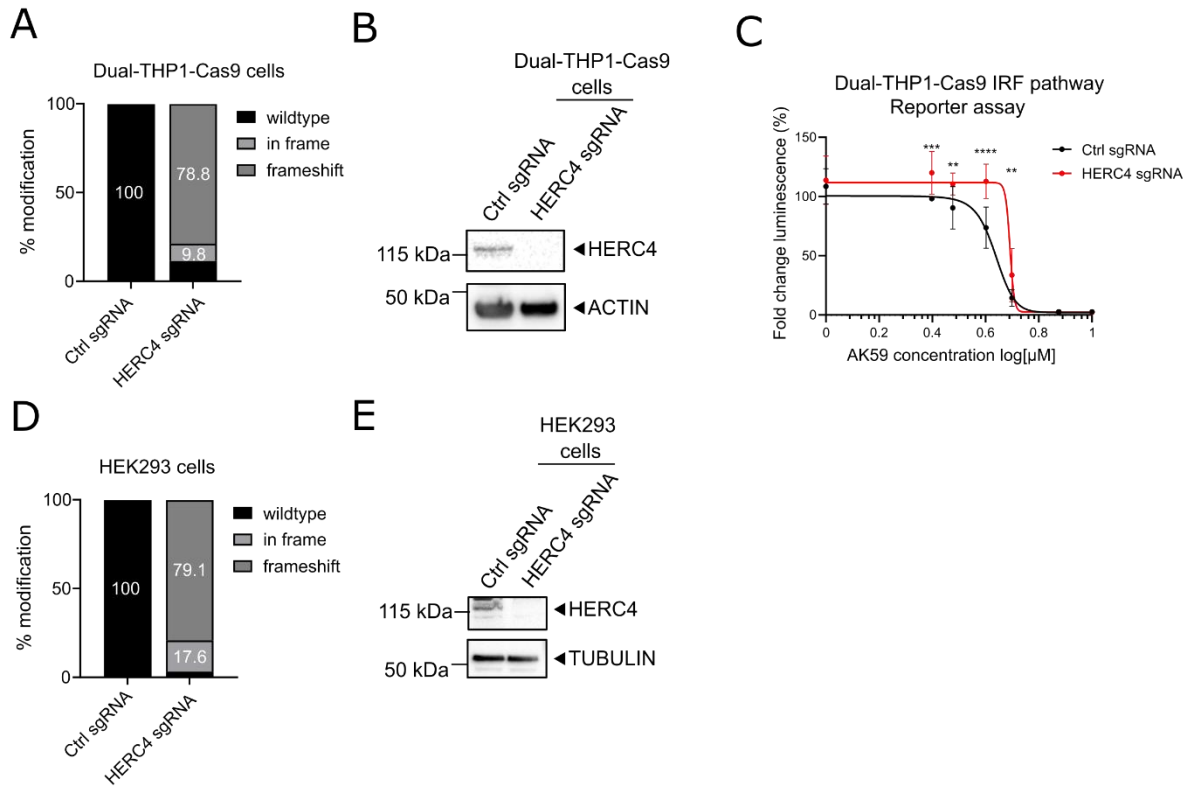 A
Dual-THP1-Cas9 cells
% modification
100
50
0
100
78.8
9.8
Ctrl sgRNA
HERC4 sgRNA
wildtype
in frame
frameshift
B
Dual-THP1-Cas9
cells
Ctrl sgRNA
HERC4 sgRNA
115 kDa
HERC4
50 kDa
ACTIN
C
Dual-THP1-Cas9 IRF pathway
Reporter assay
Fold change luminescence (%)
150
100
50
0
***
**
****
**
0
0.2
0.4
0.6
0.8
1
AK59 concentration log[µM]
Ctrl sgRNA
HERC4 sgRNA
D
HEK293 cells
% modification
100
50
0
100
79.1
17.6
Ctrl sgRNA
HERC4 sgRNA
wildtype
in frame
frameshift
E
HEK293
cells
Ctrl sgRNA
HERC4 sgRNA
115 kDa
HERC4
50 kDa
TUBULIN